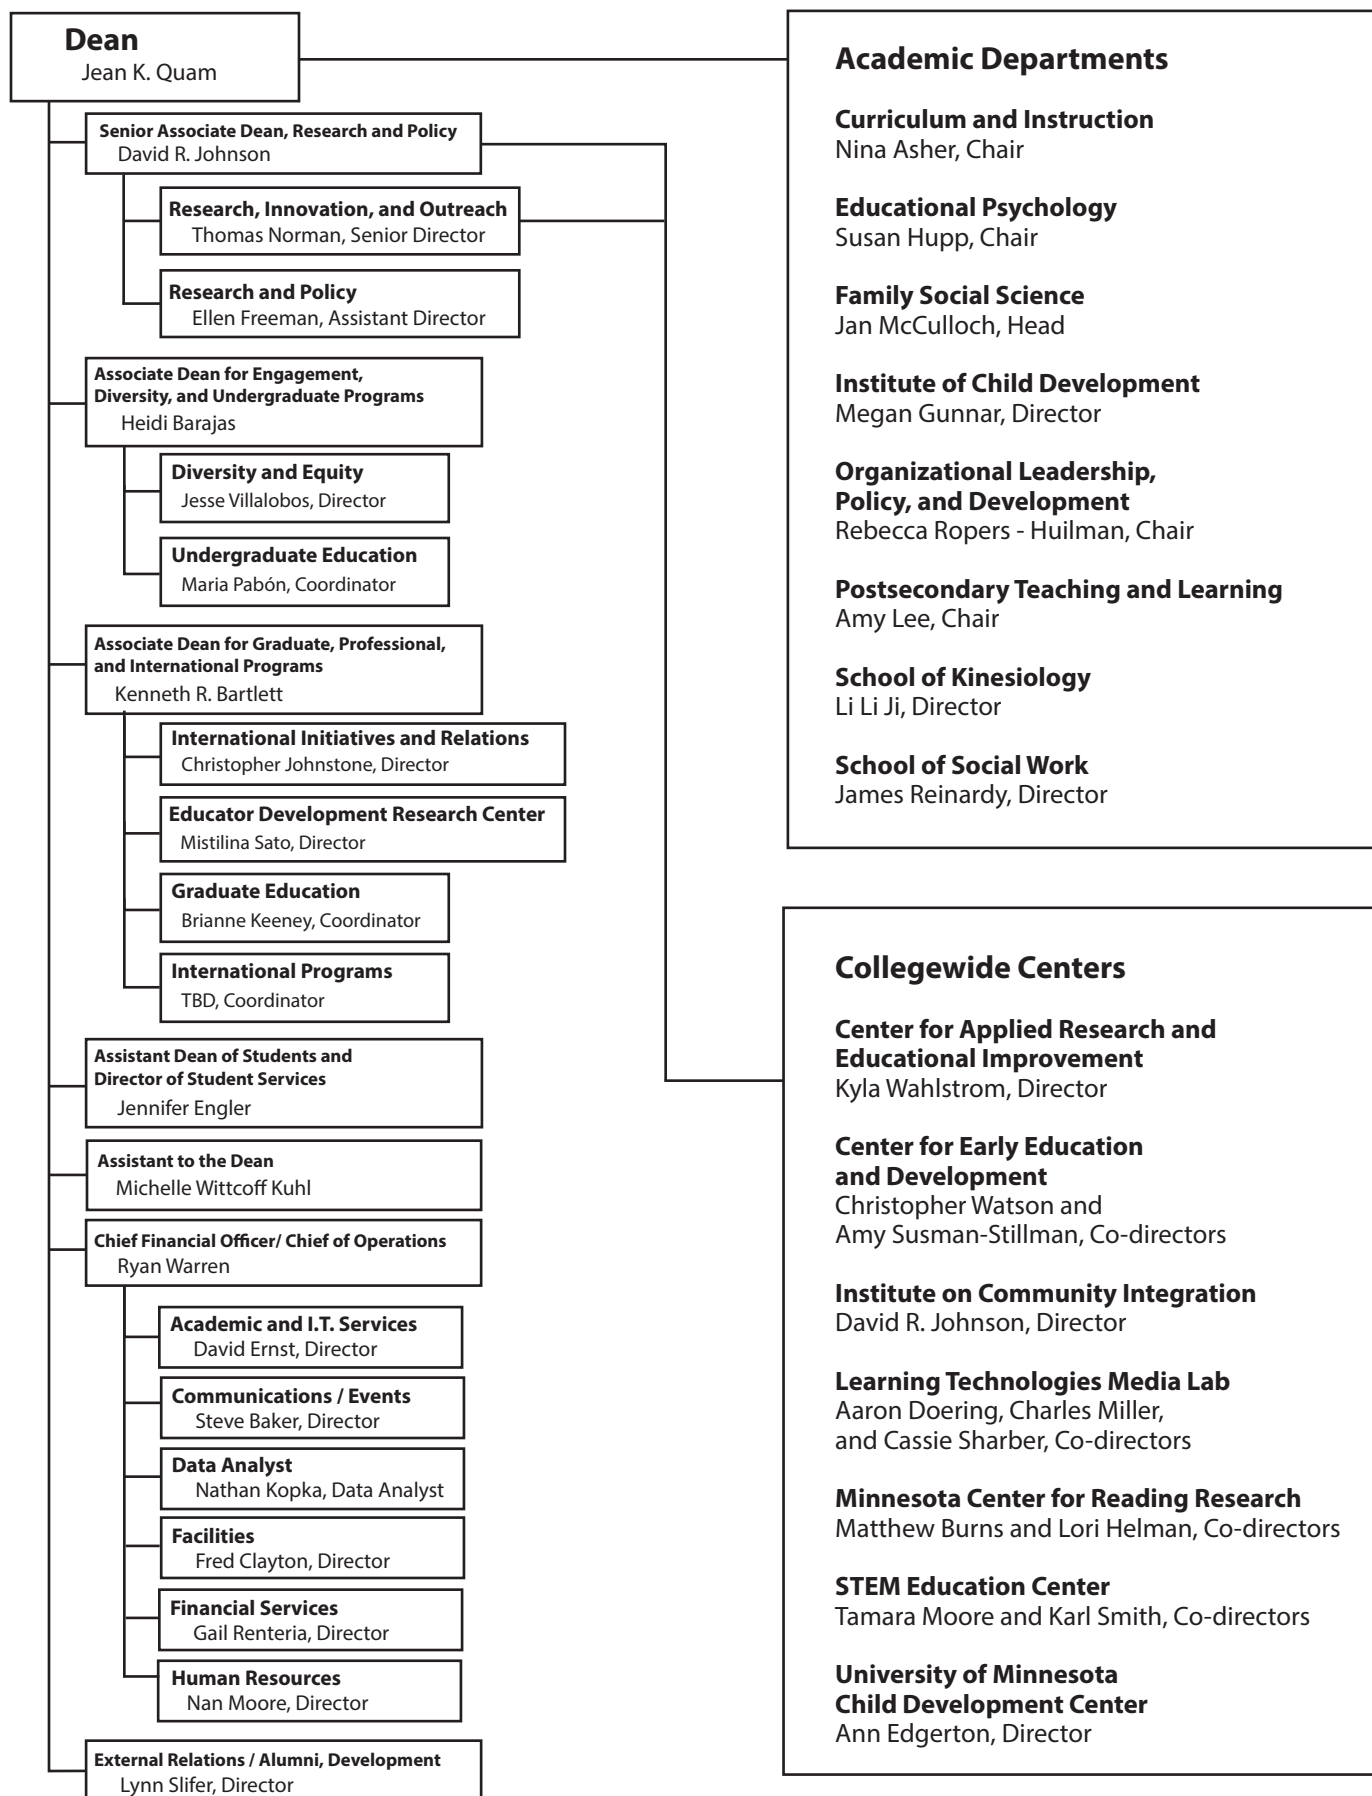 Dean
Jean K. Quam
Senior Associate Dean, Research and Policy
David R. Johnson
Research, Innovation, and Outreach
Thomas Norman, Senior Director
Research and Policy
Ellen Freeman, Assistant Director
Associate Dean for Engagement,
Diversity, and Undergraduate Programs
Heidi Barajas
Diversity and Equity
Jesse Villalobos, Director
Undergraduate Education
Maria Pabón, Coordinator
Associate Dean for Graduate, Professional,
and International Programs
Kenneth R. Bartlett
International Initiatives and Relations
Christopher Johnstone, Director
Educator Development Research Center
Mistilina Sato, Director
Graduate Education
Brianne Keeney, Coordinator
International Programs
TBD, Coordinator
Assistant Dean of Students and
Director of Student Services
Jennifer Engler
Assistant to the Dean
Michelle Wittcoff Kuhl
Chief Financial Officer/ Chief of Operations
Ryan Warren
Academic and I.T. Services
David Ernst, Director
Communications / Events
Steve Baker, Director
Data Analyst
Nathan Kopka, Data Analyst
Facilities
Fred Clayton, Director
Financial Services
Gail Renteria, Director
Human Resources
Nan Moore, Director
External Relations / Alumni, Development
Lynn Slifer, Director
Academic Departments
Curriculum and Instruction
Nina Asher, Chair
Educational Psychology
Susan Hupp, Chair
Family Social Science
Jan McCulloch, Head
Institute of Child Development
Megan Gunnar, Director
Organizational Leadership,
Policy, and Development
Rebecca Ropers - Huilman, Chair
Postsecondary Teaching and Learning
Amy Lee, Chair
School of Kinesiology
Li Li Ji, Director
School of Social Work
James Reinardy, Director
Collegewide Centers
Center for Applied Research and
Educational Improvement
Kyla Wahlstrom, Director
Center for Early Education
and Development
Christopher Watson and
Amy Susman-Stillman, Co-directors
Institute on Community Integration
David R. Johnson, Director
Learning Technologies Media Lab
Aaron Doering, Charles Miller,
and Cassie Sharber, Co-directors
Minnesota Center for Reading Research
Matthew Burns and Lori Helman, Co-directors
STEM Education Center
Tamara Moore and Karl Smith, Co-directors
University of Minnesota
Child Development Center
Ann Edgerton, Director